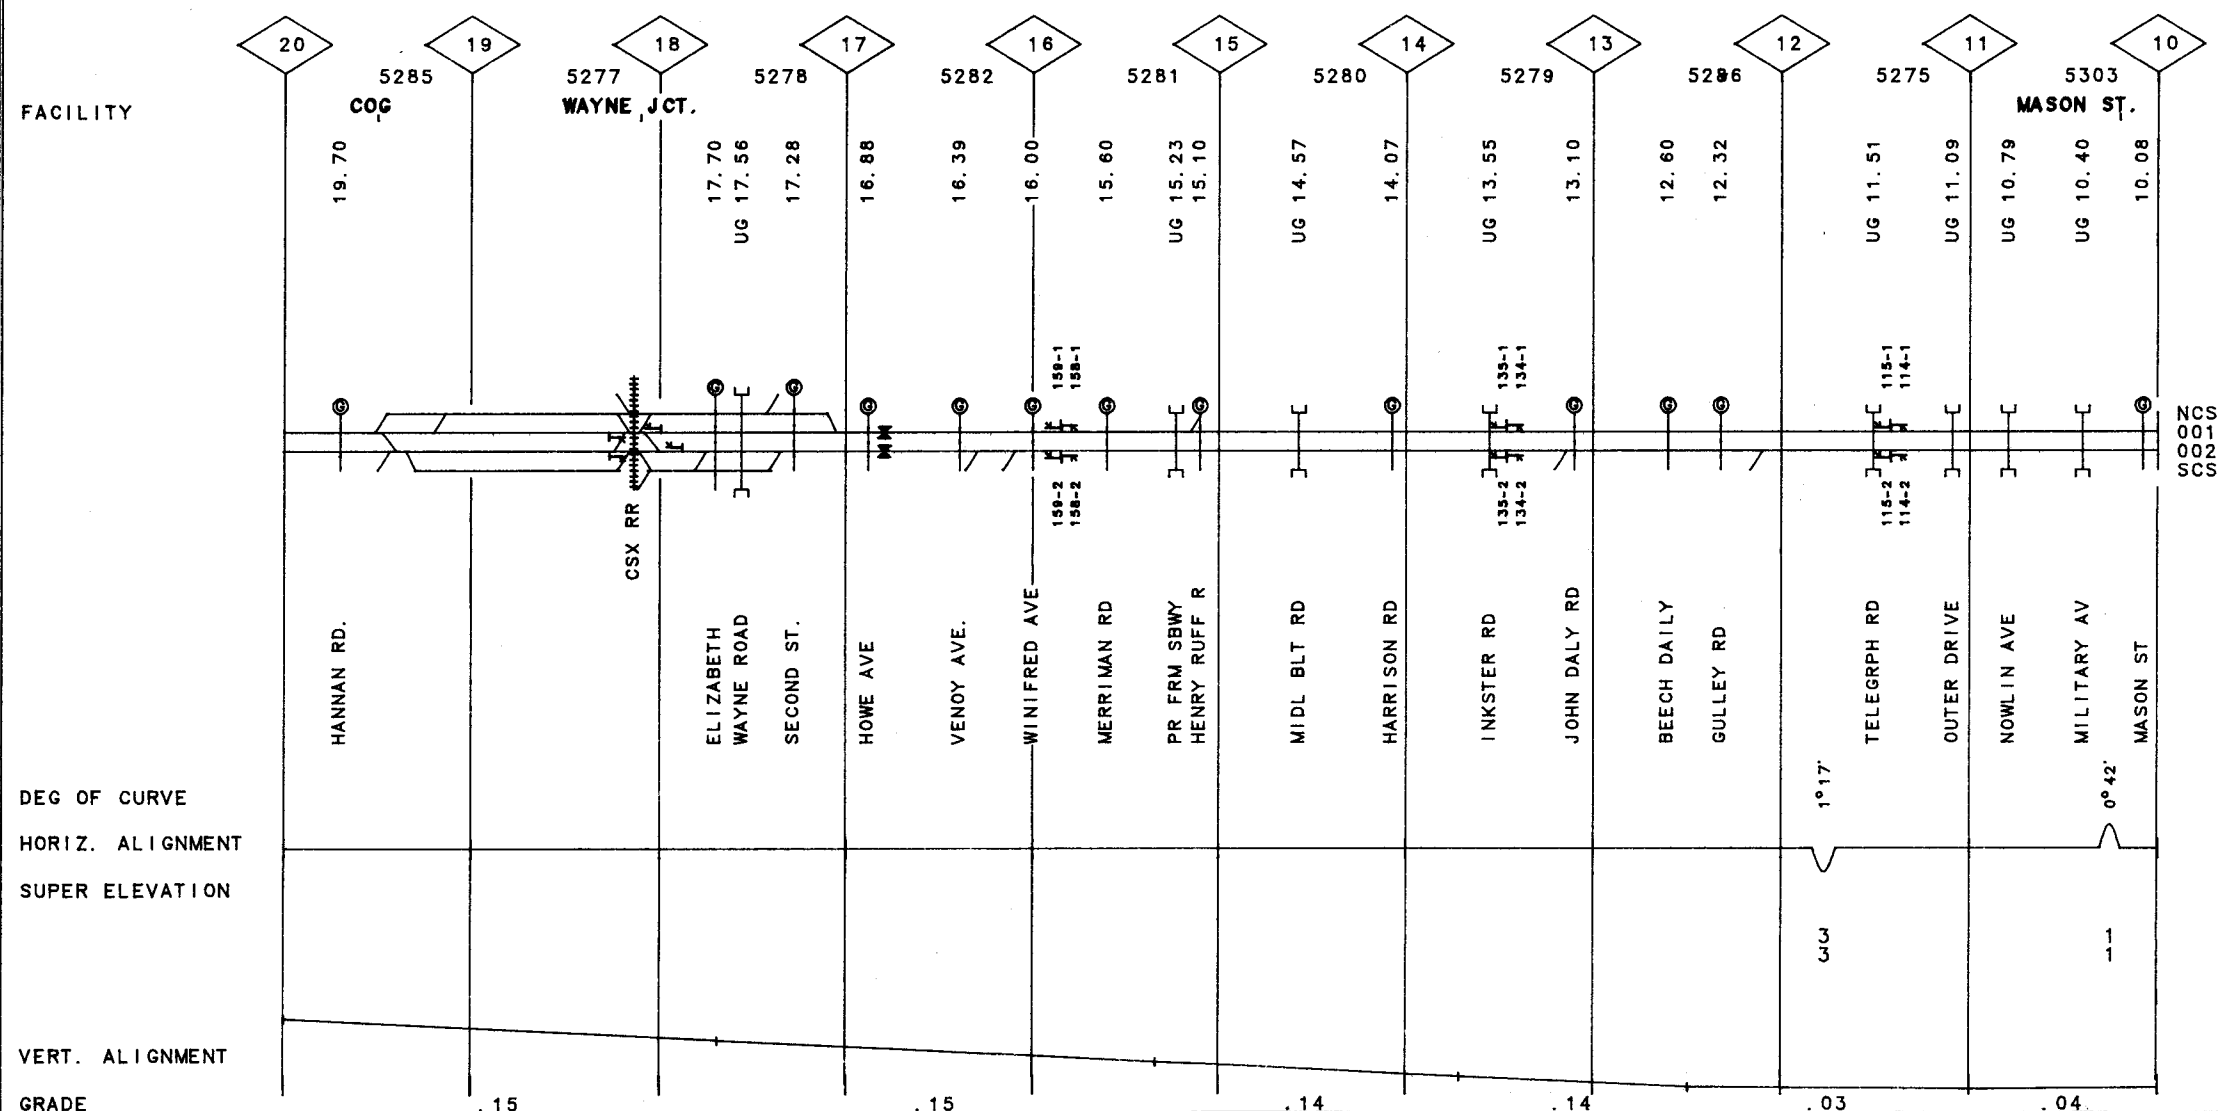 20 19 18 17 16 15 14 13 12 11 10
5285 5277 5278 5282 5281 5280 5279 5286 5275 5303
FACILITY COG WAYNE JCT. MASON ST.
19.70
17.70
UG 17.56
17.28
16.88
16.39
16.00
15.60
UG 15.23
15.10
UG 14.57
14.07
UG 13.55
13.10
12.60
12.32
UG 11.51
UG 11.09
UG 10.79
UG 10.40
10.08
159-1
158-1
135-1
134-1
115-1
114-1
G G G G G G G G G G G G G
NCS
001
002
SCS
159-2
158-2
135-2
134-2
115-2
114-2
CSX RR
HANNAN RD.
ELIZABETH
WAYNE ROAD
SECOND ST.
HOWE AVE
VENOY AVE.
WINIFRED AVE
MERRIMAN RD
PR FRM SBWY
HENRY RUFF R
MIDL BLT RD
HARRISON RD
INKSTER RD
JOHN DALY RD
BEECH DAILY
GULLEY RD
TELEGRPH RD
OUTER DRIVE
NOWLIN AVE
MILITARY AV
MASON ST
DEG OF CURVE 1°17' 0°42'
HORIZ. ALIGNMENT
SUPER ELEVATION
3 1
3 1
VERT. ALIGNMENT
GRADE .15 .15 .14 .14 .03 .04